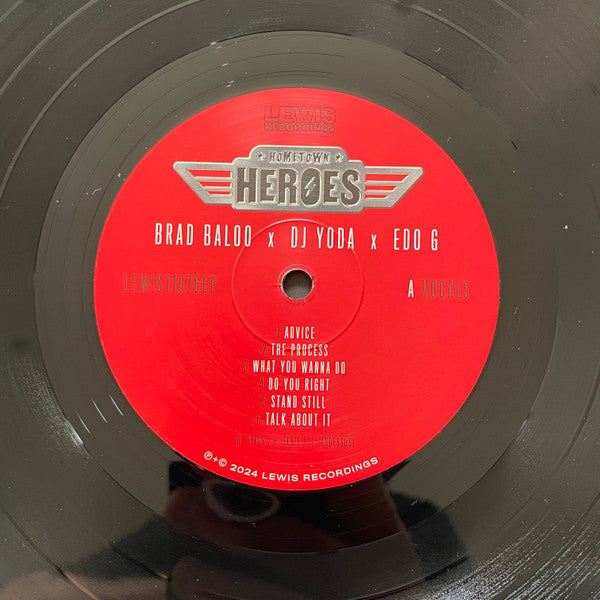 LEWIS
RECORDINGS
HOMETOWN
HEROES
BRAD BALOO x DJ YODA x EDO G
LEWIS1187GEP A VOCALS
1 ADVICE
2 THE PROCESS
3 WHAT YOU WANNA DO
4 DO YOU RIGHT
5 STAND STILL
6 TALK ABOUT IT
℗+© 2024 LEWIS RECORDINGS